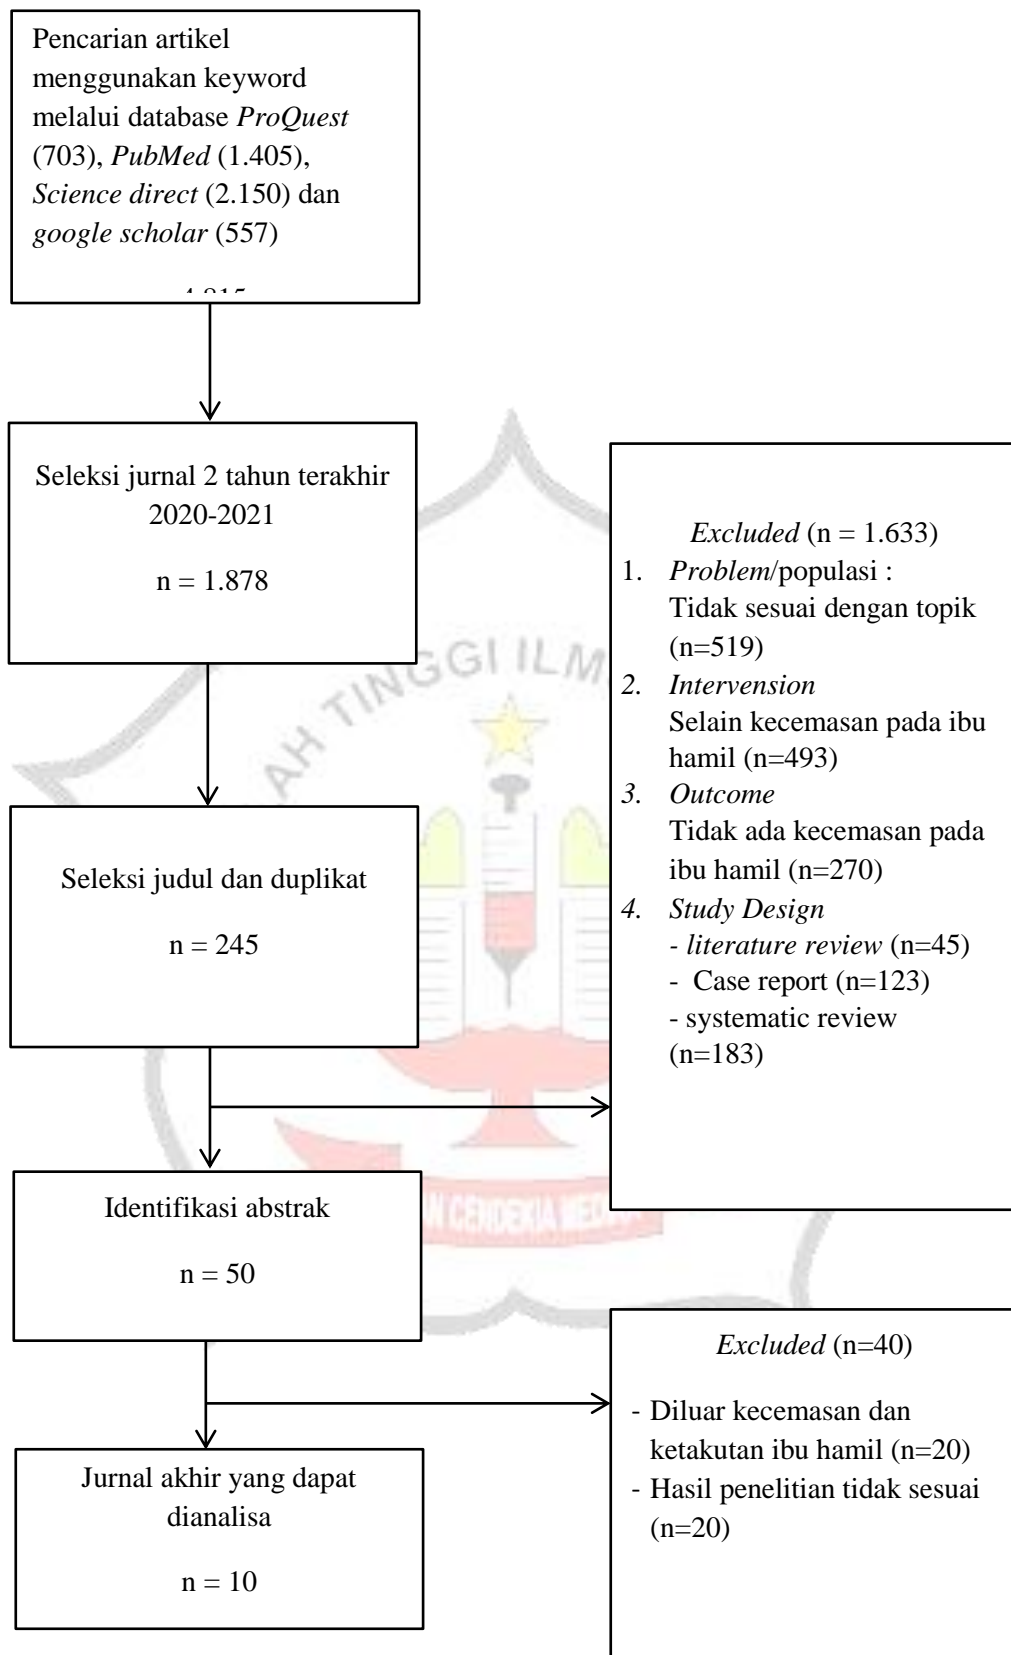 Pencarian artikel
menggunakan keyword
melalui database ProQuest
(703), PubMed (1.405),
Science direct (2.150) dan
google scholar (557)
Seleksi jurnal 2 tahun terakhir
2020-2021
n = 1.878
Seleksi judul dan duplikat
n = 245
Excluded (n = 1.633)
1. Problem/populasi :
Tidak sesuai dengan topik
(n=519)
2. Intervension
Selain kecemasan pada ibu
hamil (n=493)
3. Outcome
Tidak ada kecemasan pada
ibu hamil (n=270)
4. Study Design
- literature review (n=45)
- Case report (n=123)
- systematic review
(n=183)
Identifikasi abstrak
n = 50
Excluded (n=40)
- Diluar kecemasan dan
ketakutan ibu hamil (n=20)
- Hasil penelitian tidak sesuai
(n=20)
Jurnal akhir yang dapat
dianalisa
n = 10
TINGGI
CENDEKIA